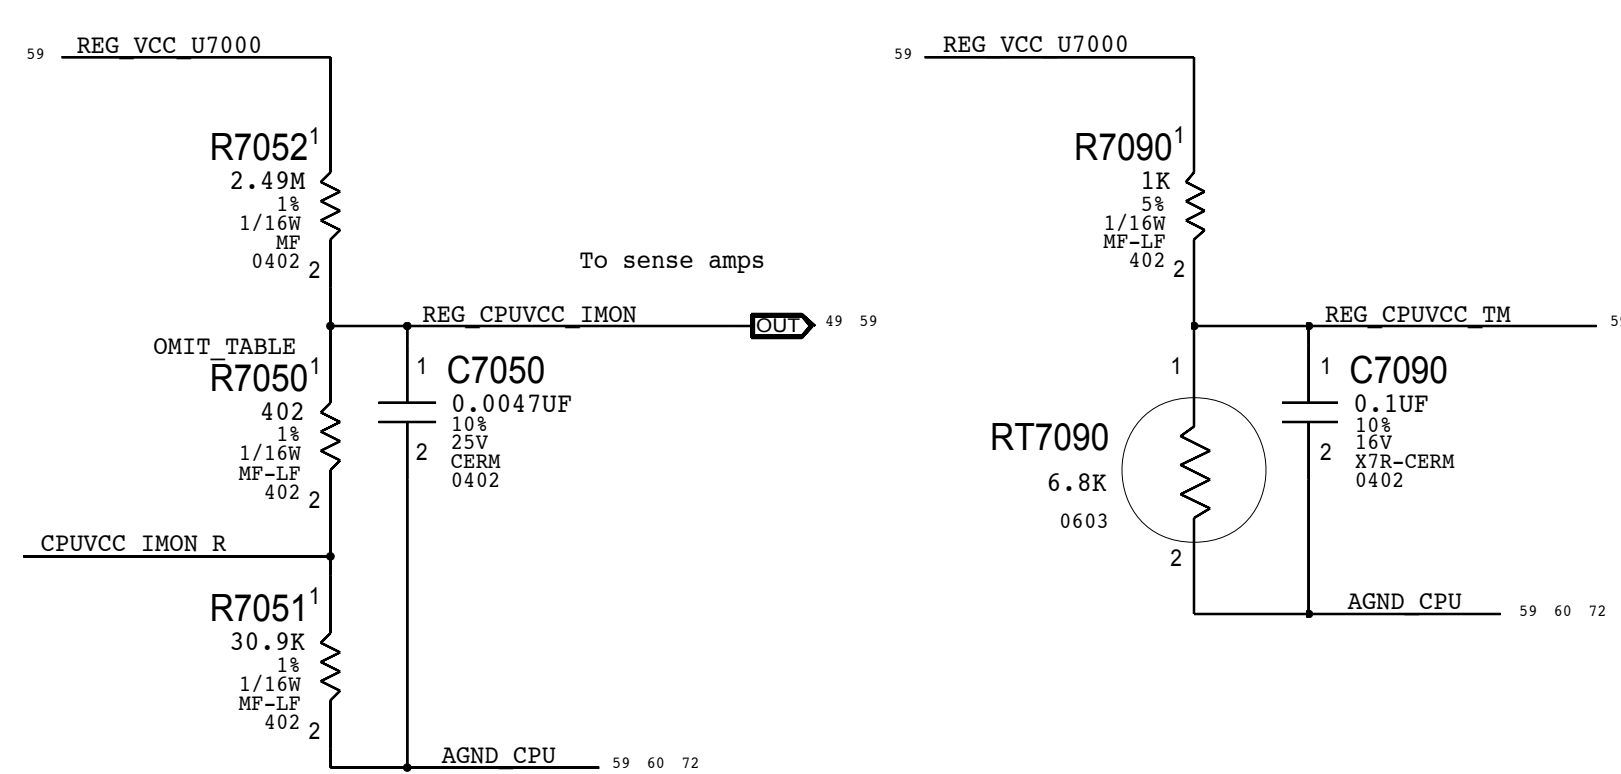 59 REG_VCC_U7000
R7052 1
2.49M
1%
1/16W
MF
0402 2
To sense amps
REG_CPUVCC_IMON OUT 49 59
OMIT_TABLE
R7050 1
402
1%
1/16W
MF-LF
402 2
1 C7050
0.0047UF
10%
25V
2 CERM
0402
CPUVCC_IMON_R
R7051 1
30.9K
1%
1/16W
MF-LF
402 2
AGND_CPU 59 60 72
59 REG_VCC_U7000
R7090 1
1K
5%
1/16W
MF-LF
402 2
REG_CPUVCC_TM
1
RT7090
6.8K
0603
2
1 C7090
0.1UF
10%
16V
2 X7R-CERM
0402
AGND_CPU 59 60 72